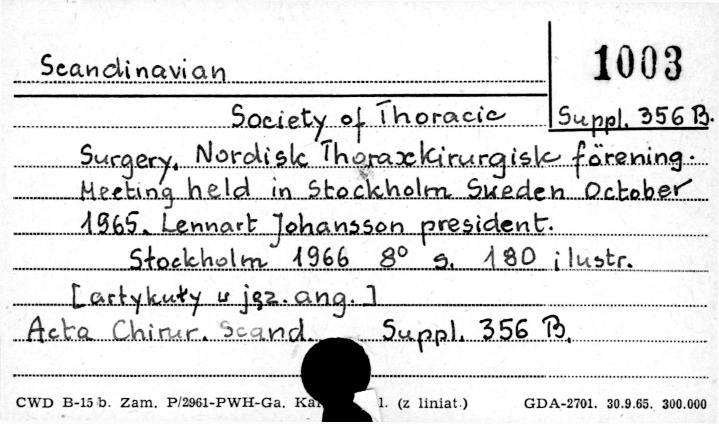 Scandinavian
1003
Society of Thoracic
Suppl. 356 B.
Surgery. Nordisk Thoraxkirurgisk förening.
Meeting held in Stockholm Sweden October
1965. Lennart Johansson president.
Stockholm 1966 8° s. 180 ilustr.
[artykuły w jęz. ang.]
Acta Chirur. Scand. Suppl. 356 B.
CWD B-15 b. Zam. P/2961-PWH-Ga. l. (z liniat.) GDA-2701. 30.9.65. 300.000